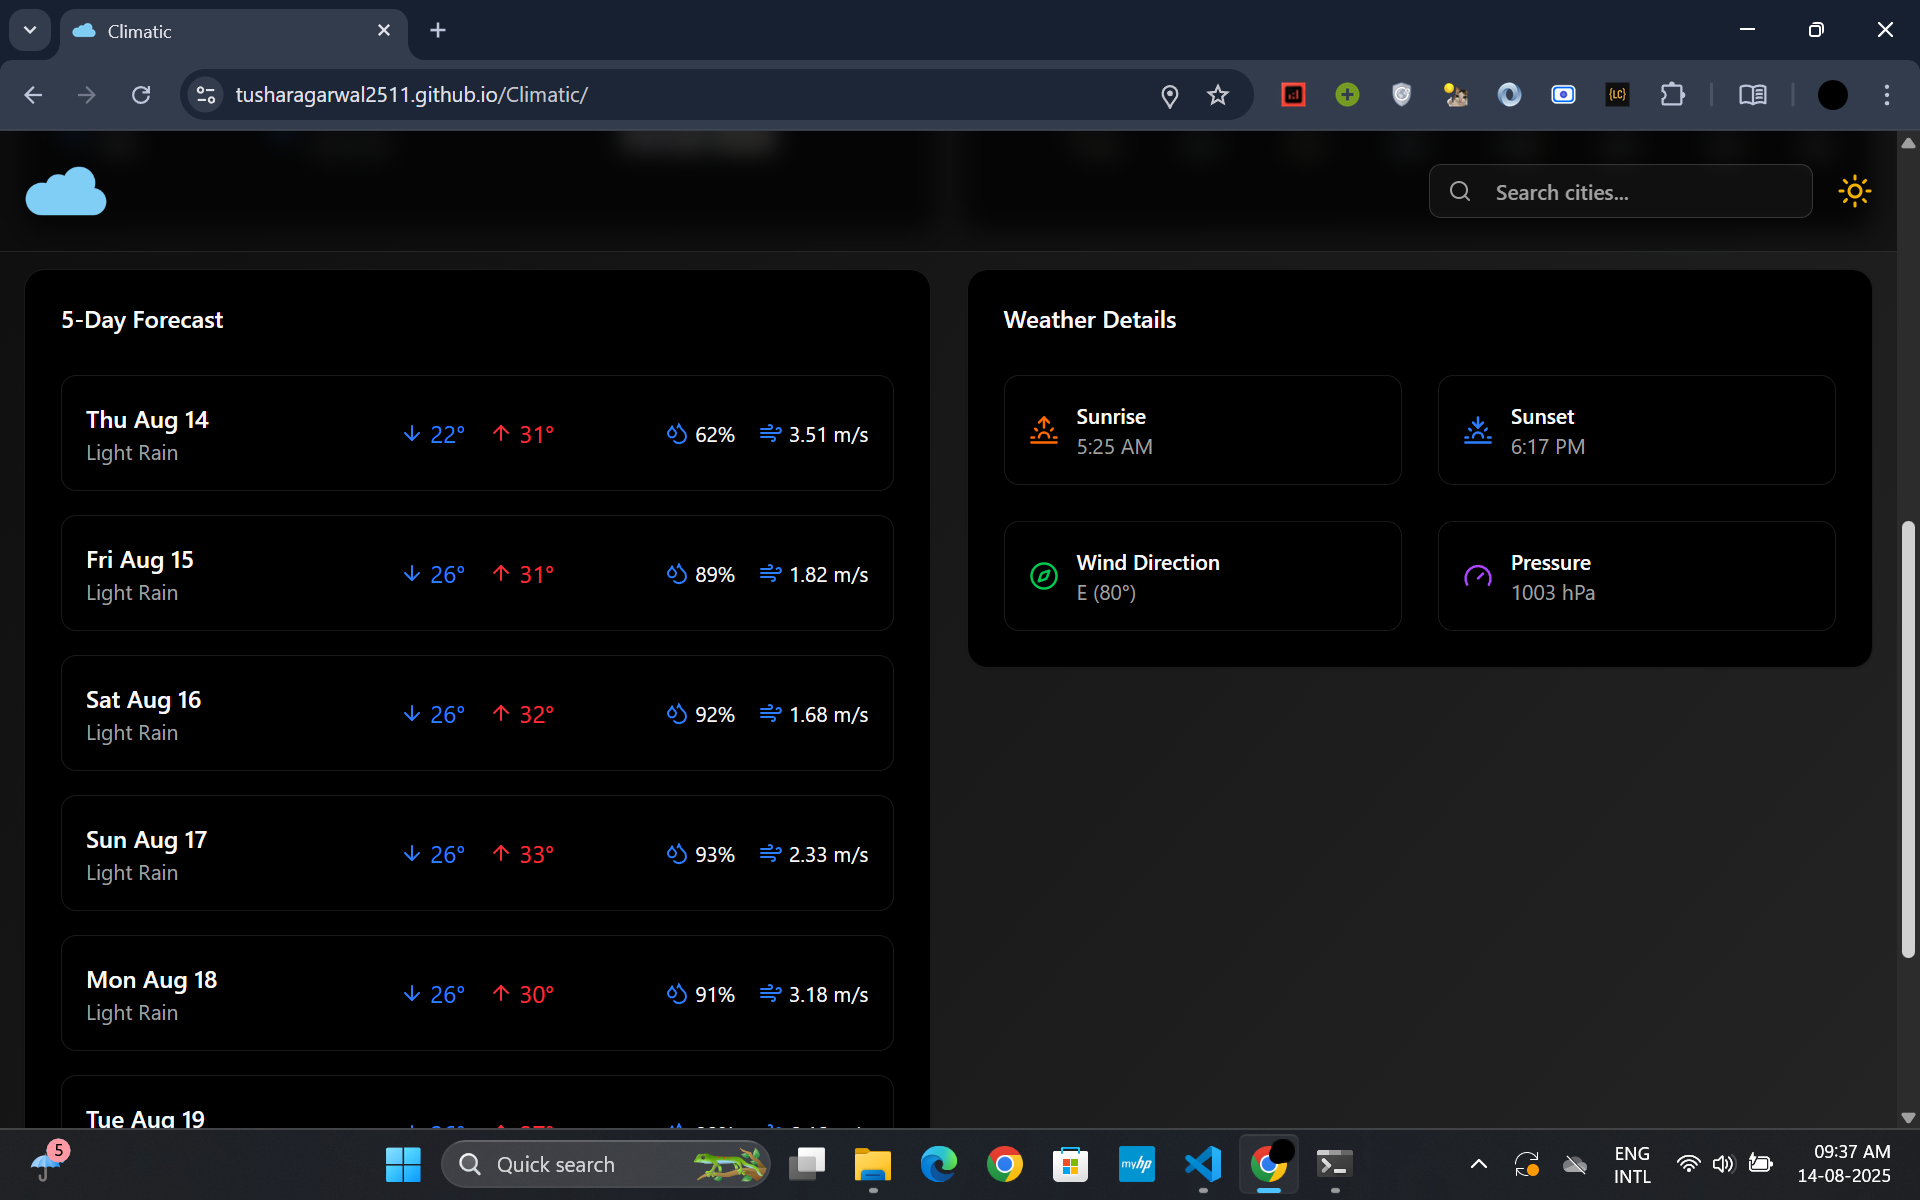 Climatic
tusharagarwal2511.github.io/Climatic/
{LC}
Search cities...
5-Day Forecast
Thu Aug 14
Light Rain
22° 31° 62% 3.51 m/s
Fri Aug 15
Light Rain
26° 31° 89% 1.82 m/s
Sat Aug 16
Light Rain
26° 32° 92% 1.68 m/s
Sun Aug 17
Light Rain
26° 33° 93% 2.33 m/s
Mon Aug 18
Light Rain
26° 30° 91% 3.18 m/s
Tue Aug 19
Weather Details
Sunrise
5:25 AM
Sunset
6:17 PM
Wind Direction
E (80°)
Pressure
1003 hPa
5
Quick search
myhp
ENG
INTL
09:37 AM
14-08-2025